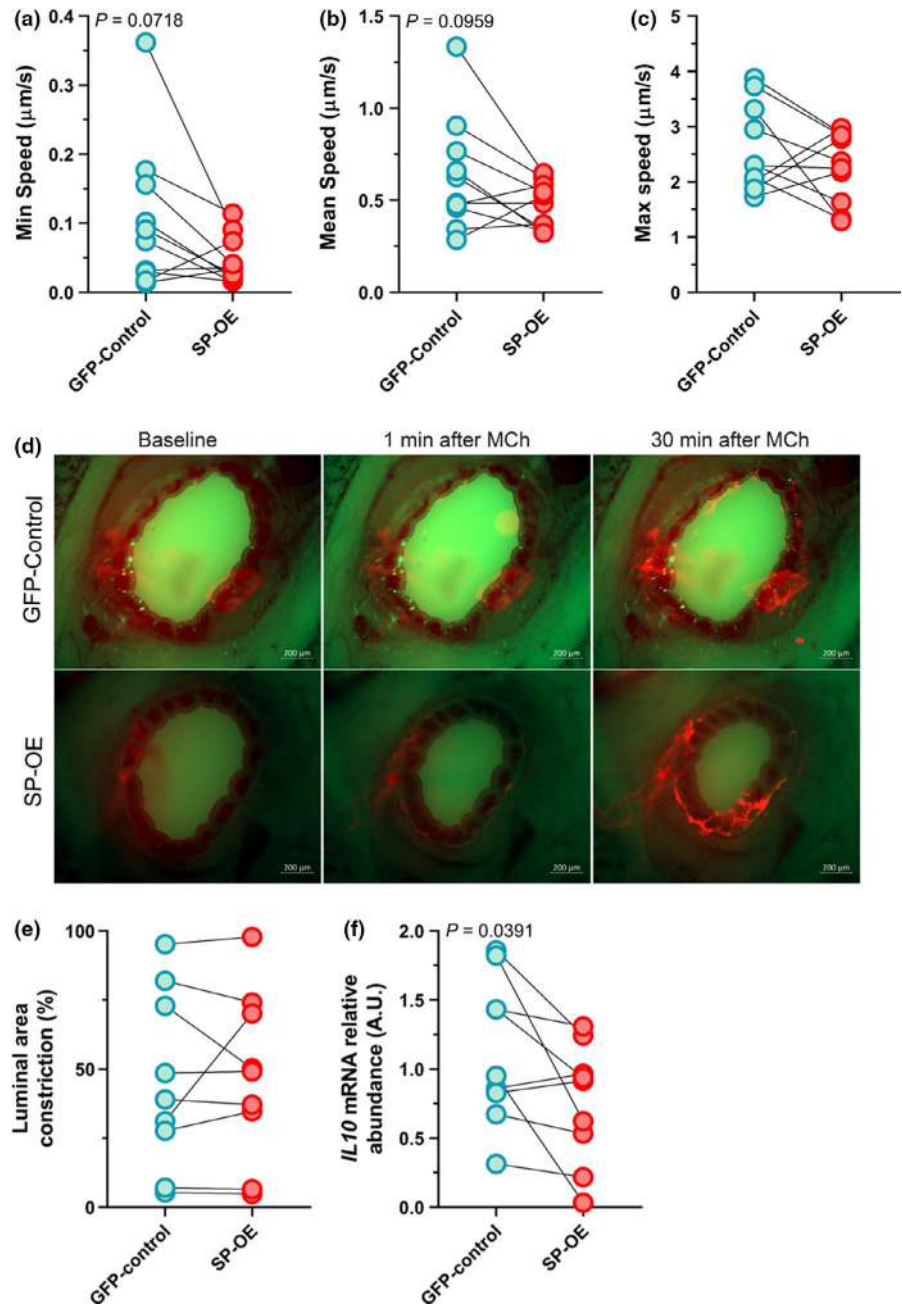 (a)
P = 0.0718
Min Speed (μm/s)
0.4
0.3
0.2
0.1
0.0
GFP-Control
SP-OE
(b)
P = 0.0959
Mean Speed (μm/s)
1.5
1.0
0.5
0.0
GFP-Control
SP-OE
(c)
Max speed (μm/s)
5
4
3
2
1
0
GFP-Control
SP-OE
(d)
Baseline
1 min after MCh
30 min after MCh
GFP-Control
200 μm
200 μm
200 μm
SP-OE
200 μm
200 μm
200 μm
(e)
Luminal area
constriction (%)
100
50
0
GFP-control
SP-OE
(f)
P = 0.0391
IL10 mRNA relative
abundance (A.U.)
2.0
1.5
1.0
0.5
0.0
GFP-control
SP-OE